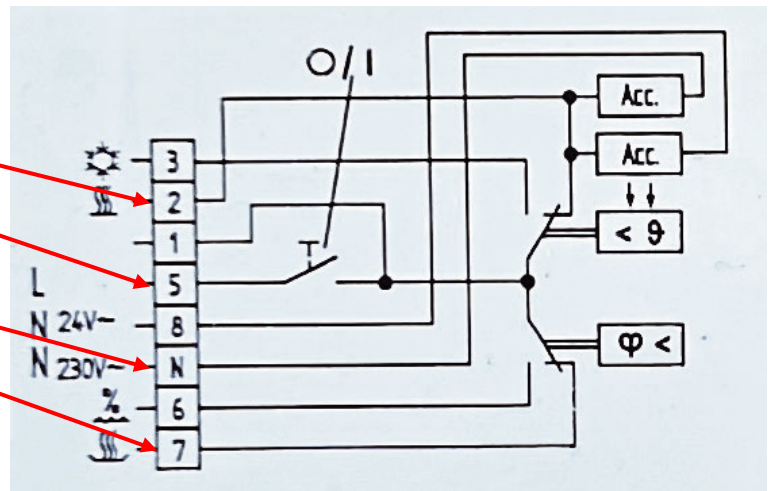 O/I
Acc.
Acc.
3
2
< ϑ
1
L 5
N 24V~ 8
N 230V~ N
φ <
% 6
7